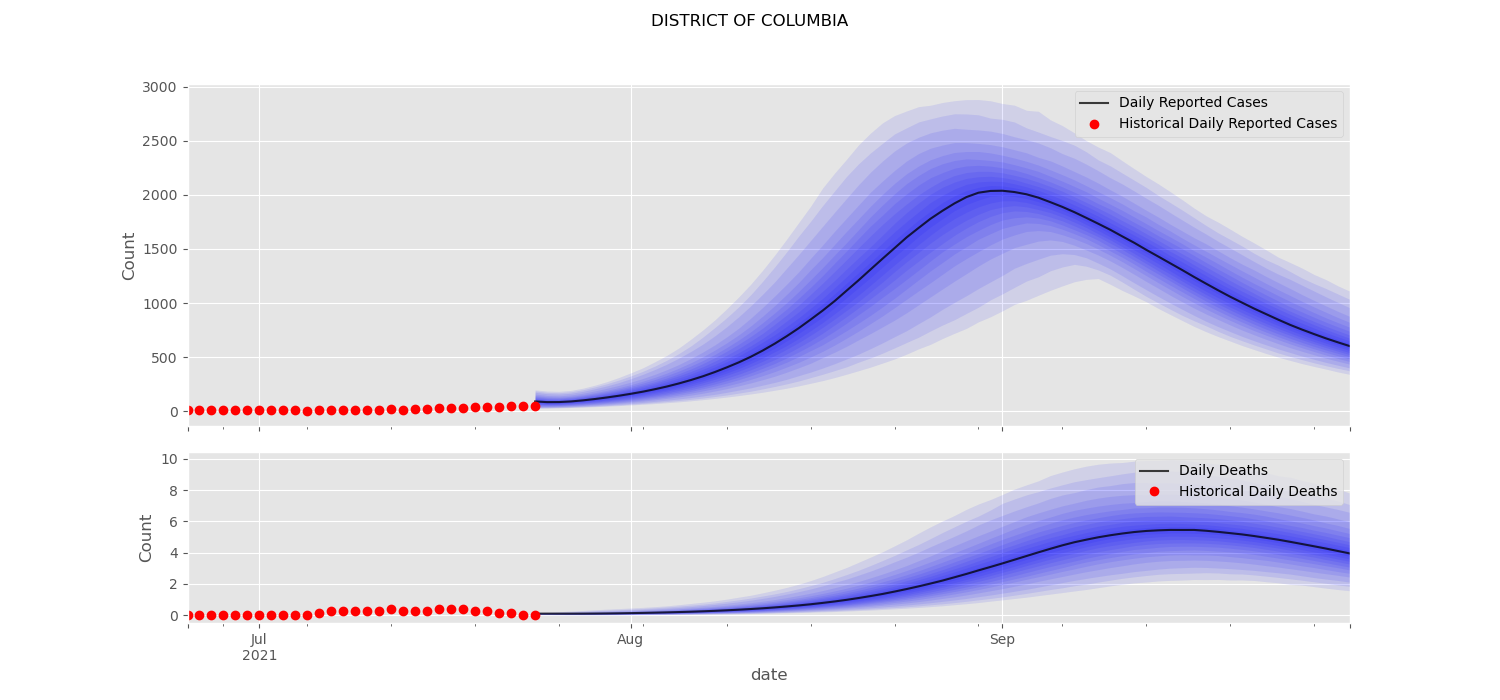 DISTRICT OF COLUMBIA
3000
2500
2000
1500
1000
500
0
Count
Daily Reported Cases
Historical Daily Reported Cases
10
8
6
4
2
0
Count
Daily Deaths
Historical Daily Deaths
Jul
2021
Aug
Sep
date